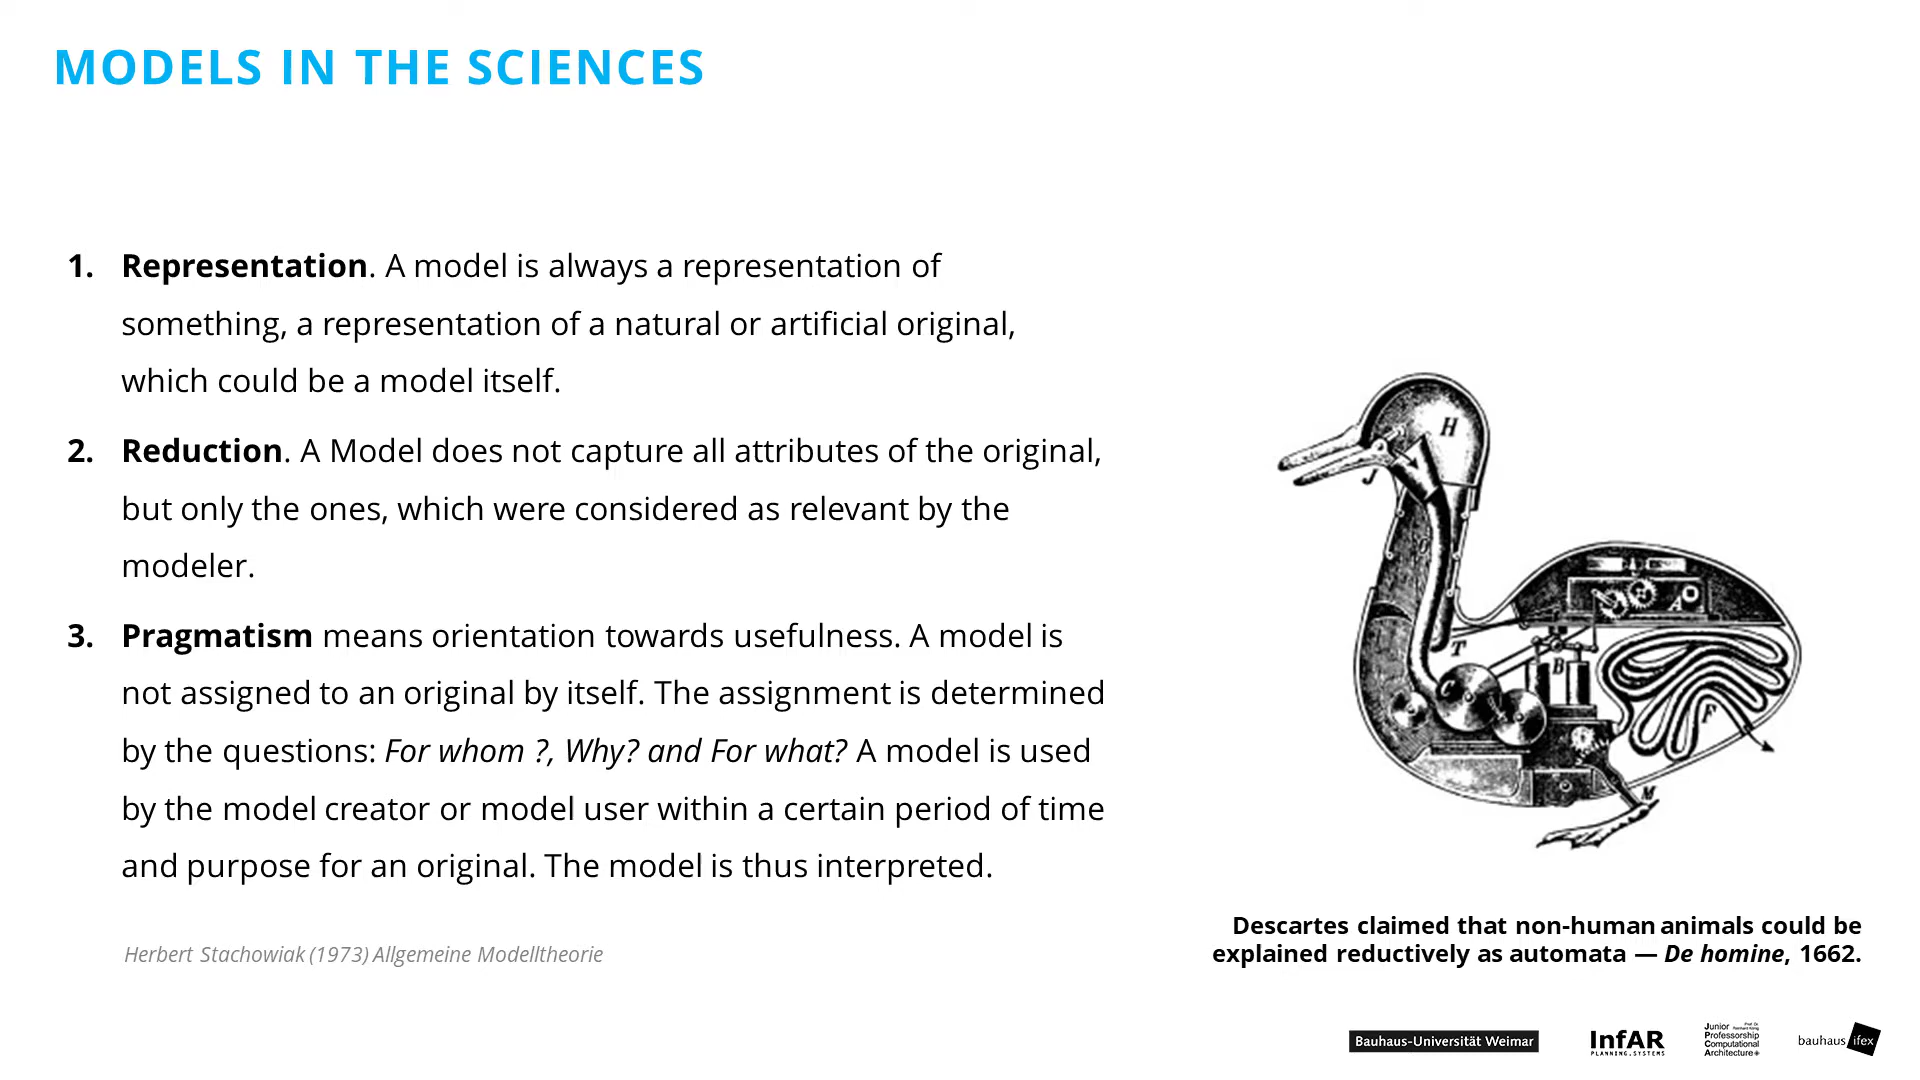 MODELS IN THE SCIENCES
1. Representation. A model is always a representation of
something, a representation of a natural or artificial original,
which could be a model itself.
2. Reduction. A Model does not capture all attributes of the original,
but only the ones, which were considered as relevant by the
modeler.
3. Pragmatism means orientation towards usefulness. A model is
not assigned to an original by itself. The assignment is determined
by the questions: For whom ?, Why? and For what? A model is used
by the model creator or model user within a certain period of time
and purpose for an original. The model is thus interpreted.
Herbert Stachowiak (1973) Allgemeine Modelltheorie
H
J
A
T
B
C
F
M
Descartes claimed that non-human animals could be
explained reductively as automata — De homine, 1662.
Bauhaus-Universität Weimar
InfAR
PLANNING.SYSTEMS
Junior
Professorship
Computational
Architecture
bauhaus ifex